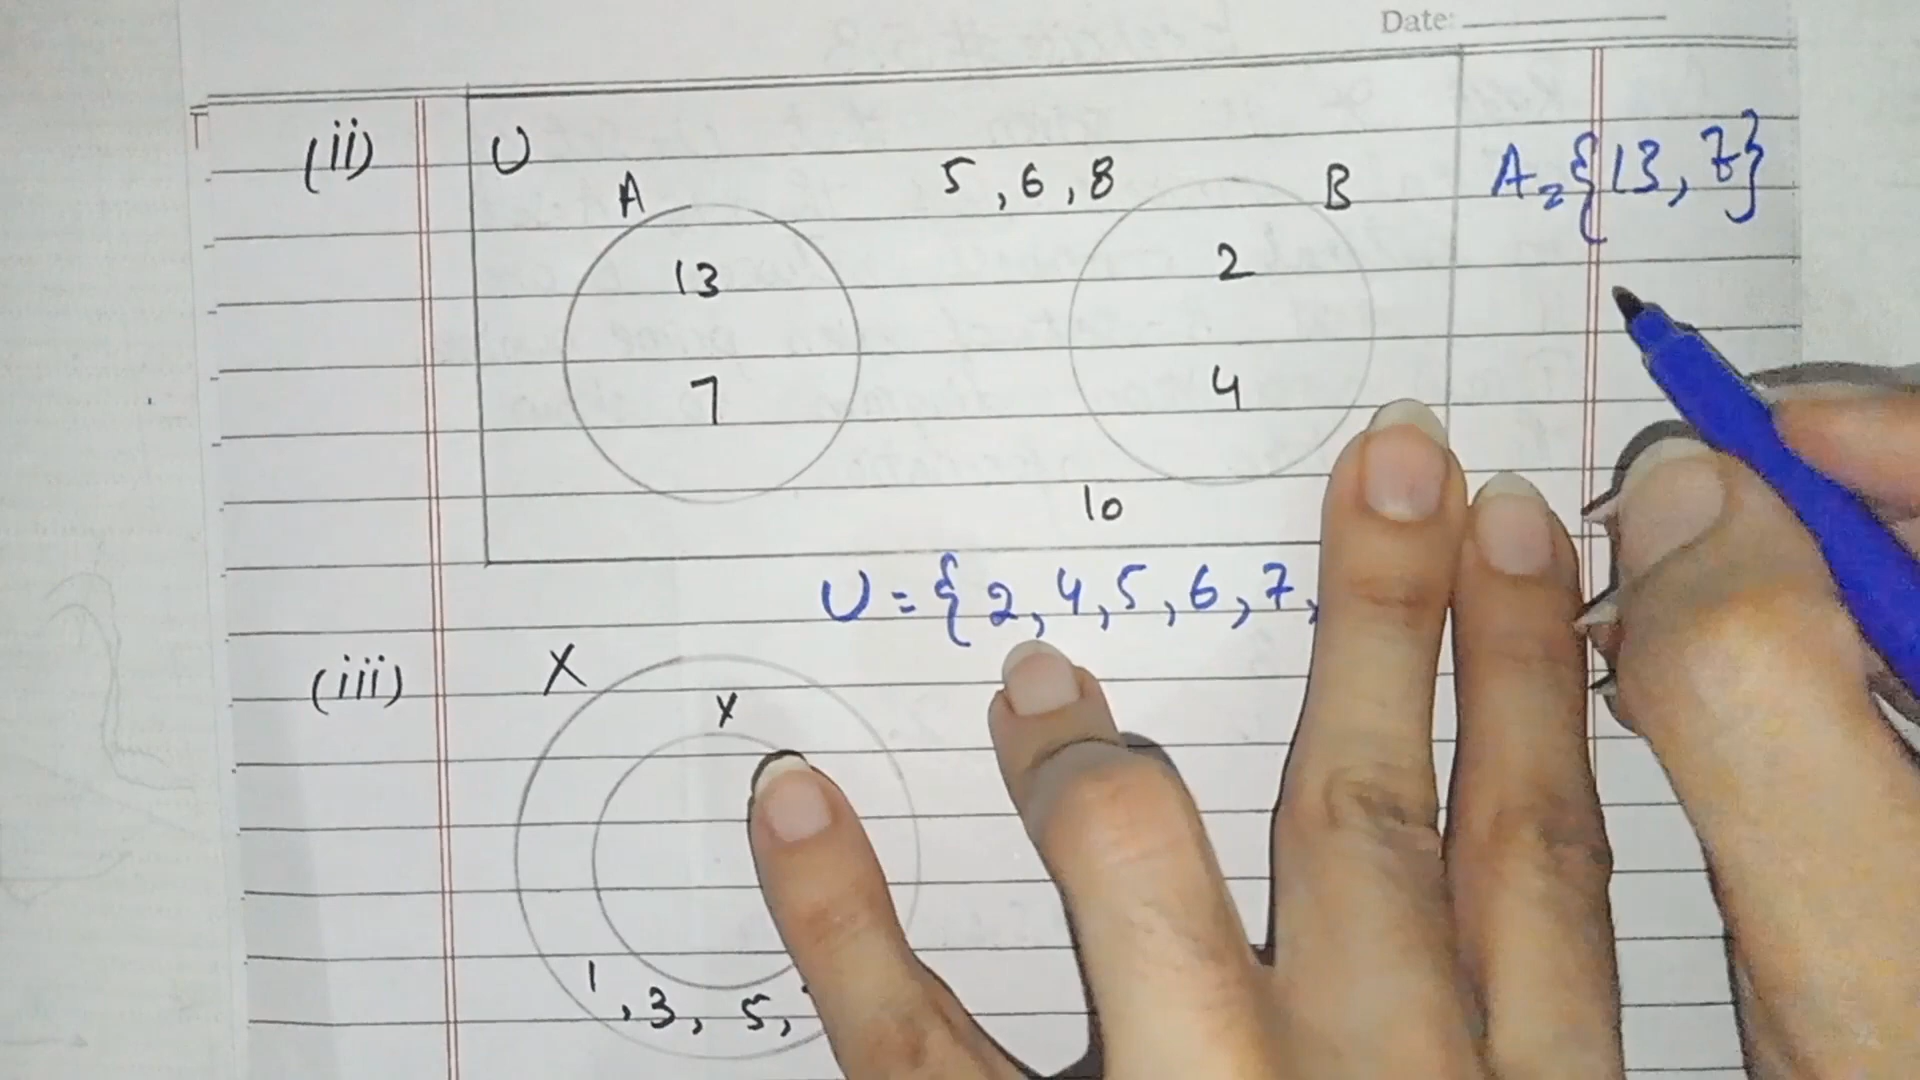 Date:
(ii) U
A 5, 6, 8 B A = {13, 7}
13 2
7 4
10
U = {2, 4, 5, 6, 7,
(iii) X
Y
1, 3, 5,